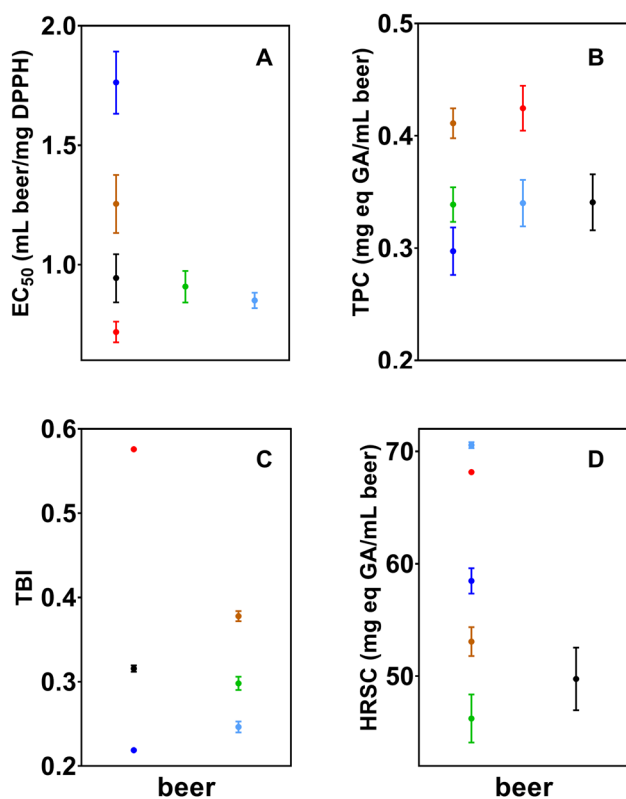 A
EC50 (mL beer/mg DPPH)
2.0
1.5
1.0
B
TPC (mg eq GA/mL beer)
0.5
0.4
0.3
0.2
C
TBI
0.6
0.5
0.4
0.3
0.2
beer
D
HRSC (mg eq GA/mL beer)
70
60
50
beer